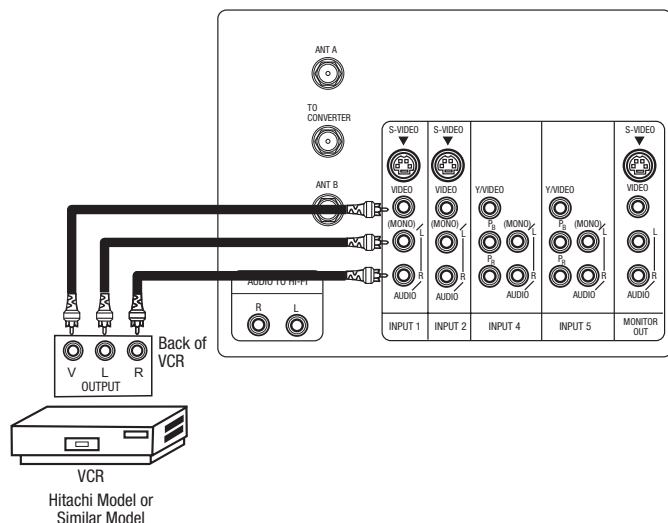 ANT A
TO
CONVERTER
ANT B
AUDIO TO HI-FI
R L
S-VIDEO
VIDEO
(MONO)
L
R
AUDIO
INPUT 1
S-VIDEO
VIDEO
(MONO)
L
R
AUDIO
INPUT 2
Y/VIDEO
PB
(MONO)
L
PB
R
AUDIO
INPUT 4
Y/VIDEO
PB
(MONO)
L
PB
R
AUDIO
INPUT 5
S-VIDEO
VIDEO
L
R
AUDIO
MONITOR
OUT
Back of
VCR
V L R
OUTPUT
VCR
Hitachi Model or
Similar Model